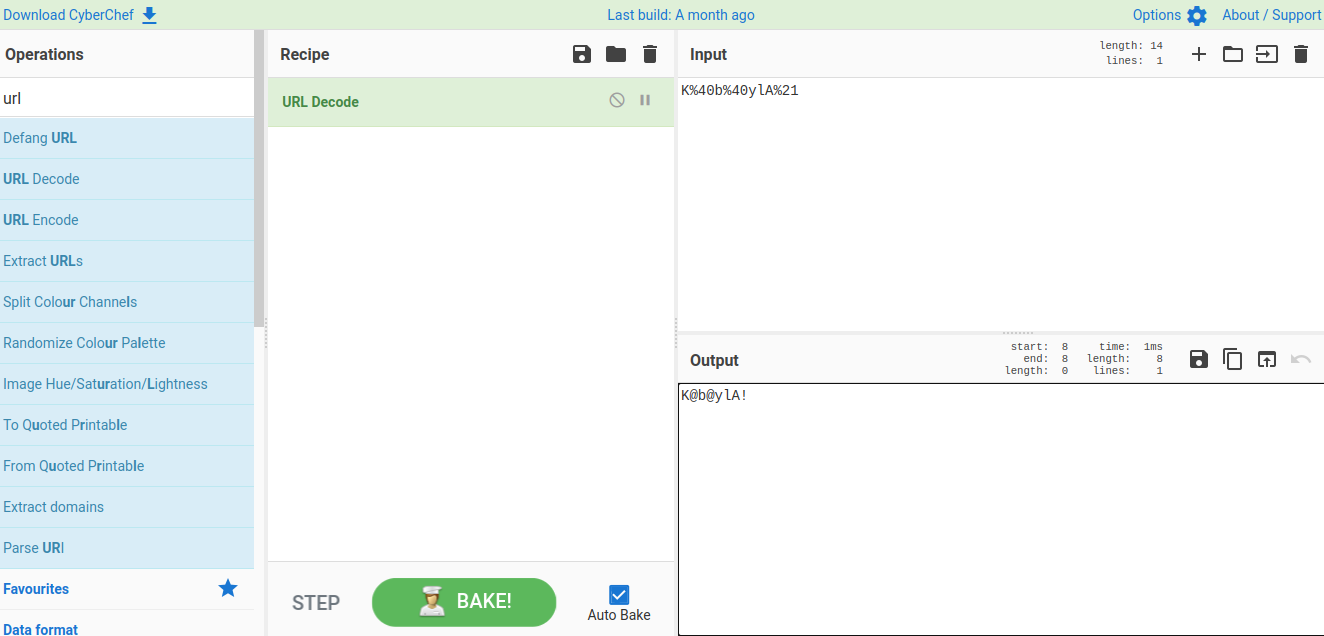 Download CyberChef
Last build: A month ago
Options
About / Support
Operations
url
Defang URL
URL Decode
URL Encode
Extract URLs
Split Colour Channels
Randomize Colour Palette
Image Hue/Saturation/Lightness
To Quoted Printable
From Quoted Printable
Extract domains
Parse URI
Favourites
Data format
Recipe
URL Decode
STEP
BAKE!
Auto Bake
Input
length: 14
lines: 1
K%40b%40ylA%21
Output
start: 8 time: 1ms
end: 8 length: 8
length: 0 lines: 1
K@b@ylA!